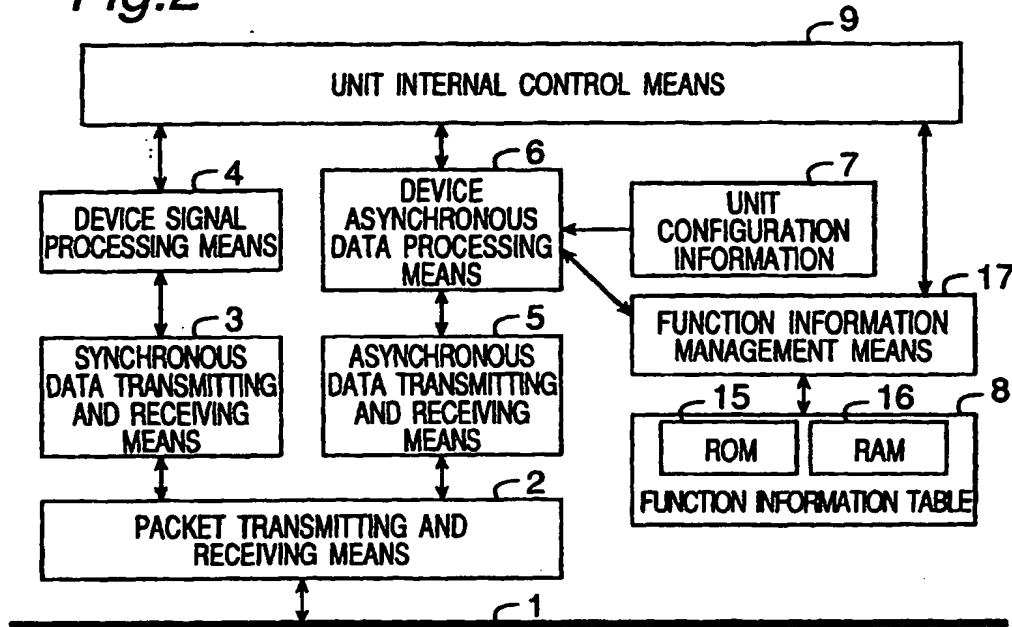 Fig.2
9
UNIT INTERNAL CONTROL MEANS
4
DEVICE SIGNAL
PROCESSING MEANS
6
DEVICE
ASYNCHRONOUS
DATA PROCESSING
MEANS
7
UNIT
CONFIGURATION
INFORMATION
17
FUNCTION INFORMATION
MANAGEMENT MEANS
3
SYNCHRONOUS
DATA TRANSMITTING
AND RECEIVING
MEANS
5
ASYNCHRONOUS
DATA TRANSMITTING
AND RECEIVING
MEANS
8
15
ROM
16
RAM
FUNCTION INFORMATION TABLE
2
PACKET TRANSMITTING AND
RECEIVING MEANS
1